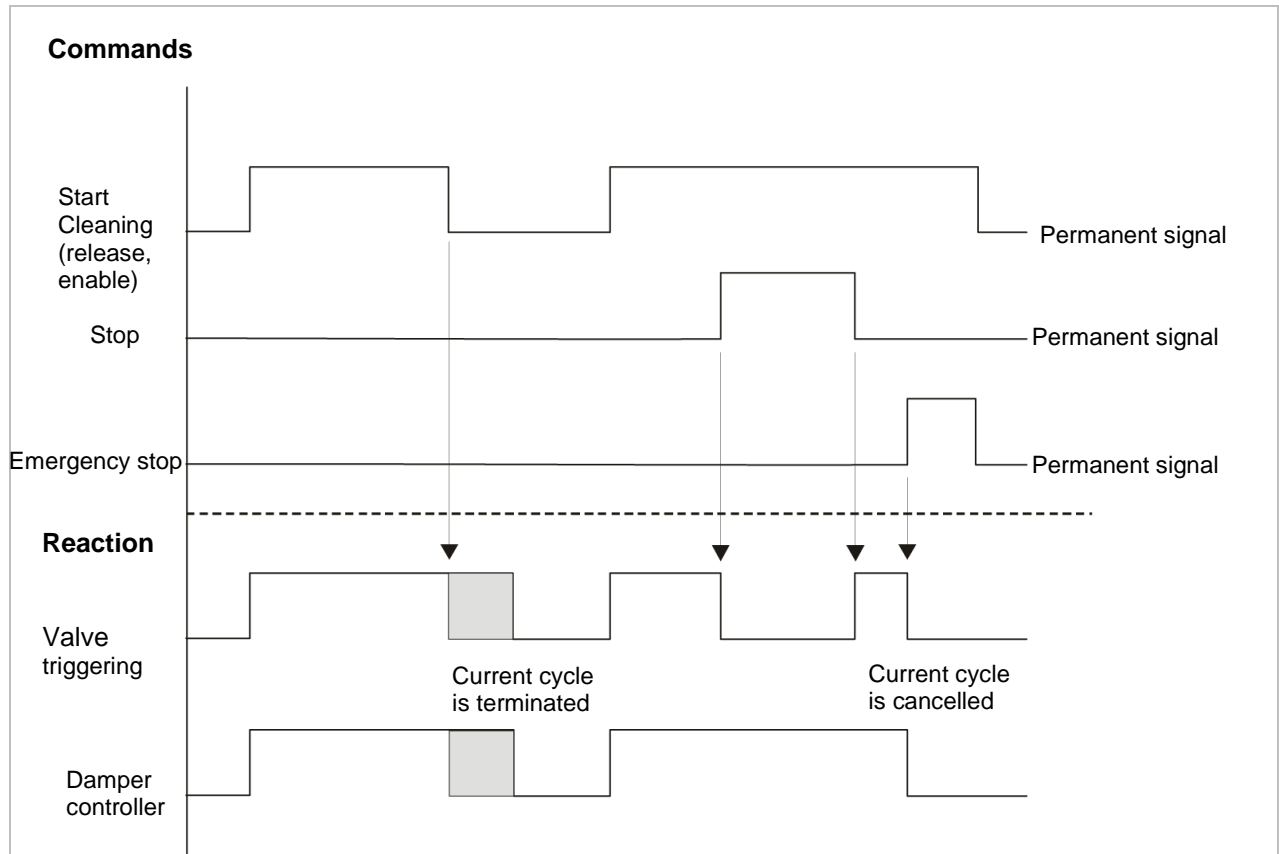 Commands
Start
Cleaning
(release,
enable)
Permanent signal
Stop
Permanent signal
Emergency stop
Permanent signal
Reaction
Valve
triggering
Current cycle
is terminated
Current cycle
is cancelled
Damper
controller